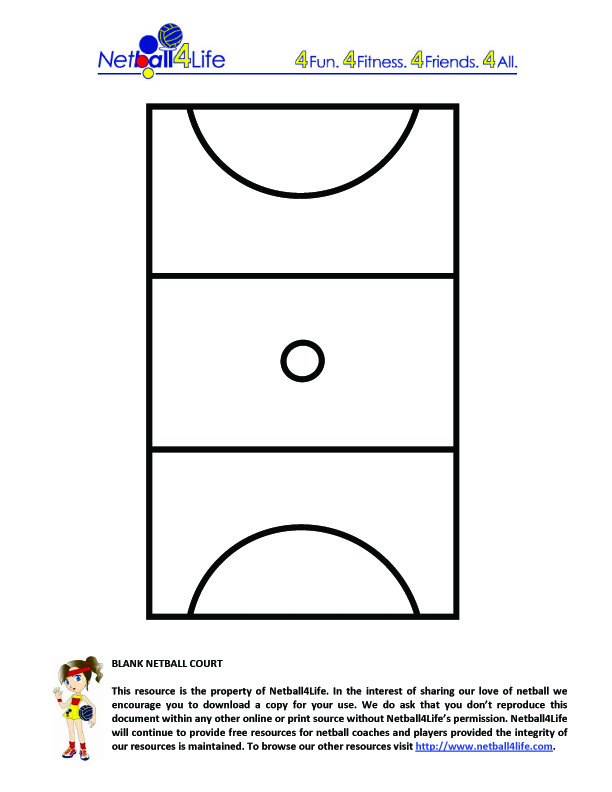 Netball4Life 4Fun. 4Fitness. 4Friends. 4All.
BLANK NETBALL COURT
This resource is the property of Netball4Life. In the interest of sharing our love of netball we
encourage you to download a copy for your use. We do ask that you don’t reproduce this
document within any other online or print source without Netball4Life’s permission. Netball4Life
will continue to provide free resources for netball coaches and players provided the integrity of
our resources is maintained. To browse our other resources visit http://www.netball4life.com.